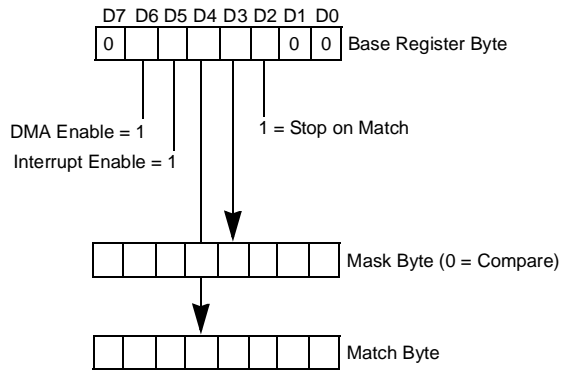 D7 D6 D5 D4 D3 D2 D1 D0
0 0 0 Base Register Byte
DMA Enable = 1
1 = Stop on Match
Interrupt Enable = 1
Mask Byte (0 = Compare)
Match Byte